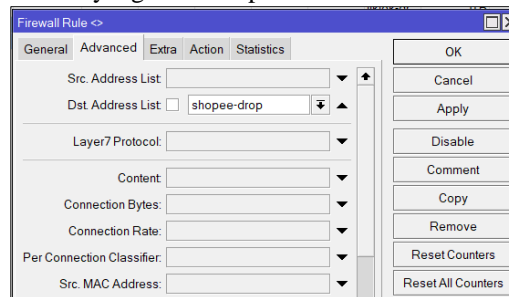 Firewall Rule <>
General Advanced Extra Action Statistics
OK
Src. Address List:
Cancel
Dst. Address List: shopee-drop
Apply
Layer7 Protocol:
Disable
Content:
Comment
Connection Bytes:
Copy
Connection Rate:
Remove
Per Connection Classifier:
Reset Counters
Src. MAC Address:
Reset All Counters